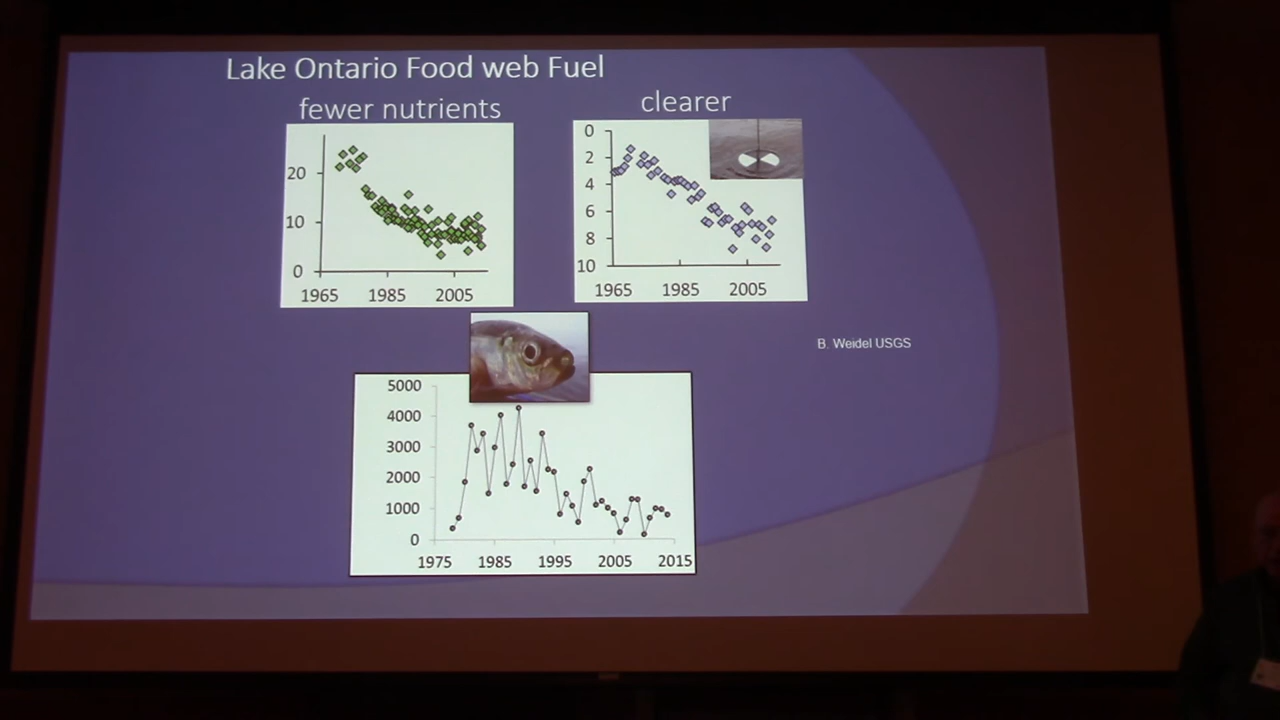 Lake Ontario Food web Fuel
fewer nutrients
clearer
20
10
0
1965 1985 2005
0
2
4
6
8
10
1965 1985 2005
B. Weidel USGS
5000
4000
3000
2000
1000
0
1975 1985 1995 2005 2015